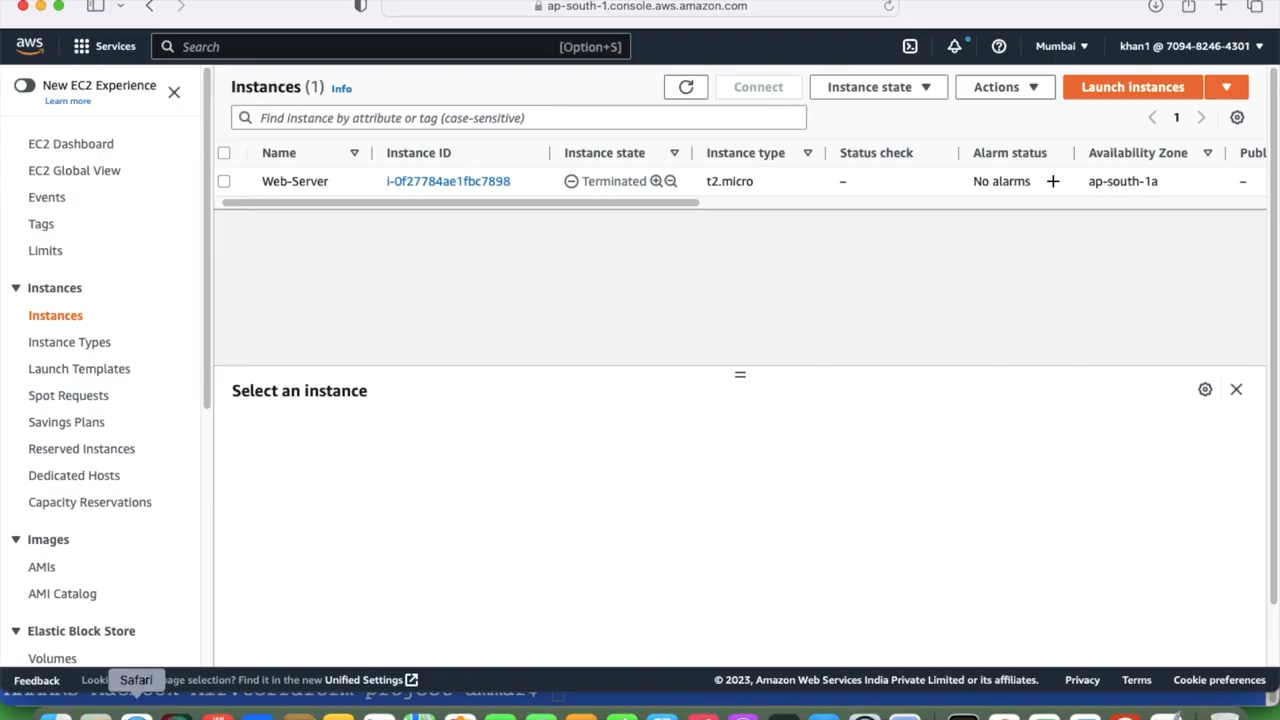 ap-south-1.console.aws.amazon.com
aws Services Search [Option+S] Mumbai khan1 @ 7094-8246-4301
New EC2 Experience
Learn more
EC2 Dashboard
EC2 Global View
Events
Tags
Limits
Instances
Instances
Instance Types
Launch Templates
Spot Requests
Savings Plans
Reserved Instances
Dedicated Hosts
Capacity Reservations
Images
AMIs
AMI Catalog
Elastic Block Store
Volumes
Instances (1) Info
Connect Instance state Actions Launch instances
Find instance by attribute or tag (case-sensitive) 1
Name Instance ID Instance state Instance type Status check Alarm status Availability Zone Publ
Web-Server i-0f27784ae1fbc7898 Terminated t2.micro – No alarms ap-south-1a –
Select an instance
Feedback Looki Safari uage selection? Find it in the new Unified Settings © 2023, Amazon Web Services India Private Limited or its affiliates. Privacy Terms Cookie preferences